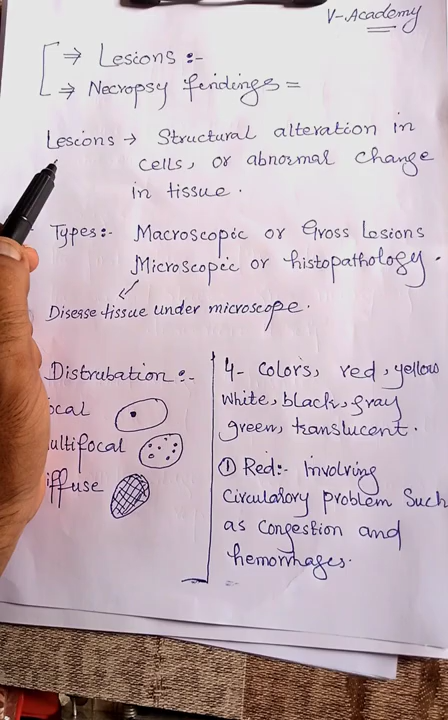 V-Academy
⇒ Lesions :-
⇒ Necropsy findings =
Lesions → Structural alteration in
cells, or abnormal change
in tissue.
Types:- Macroscopic or Gross Lesions
Microscopic or histopathology.
Disease tissue under microscope.
Distrubation :-
ocal
ultifocal
iffuse
4- Colors, red, yellow
white, black, gray
green, translucent.
① Red:- Involving
Circulatory problem Such
as Congestion and
hemorrhages.